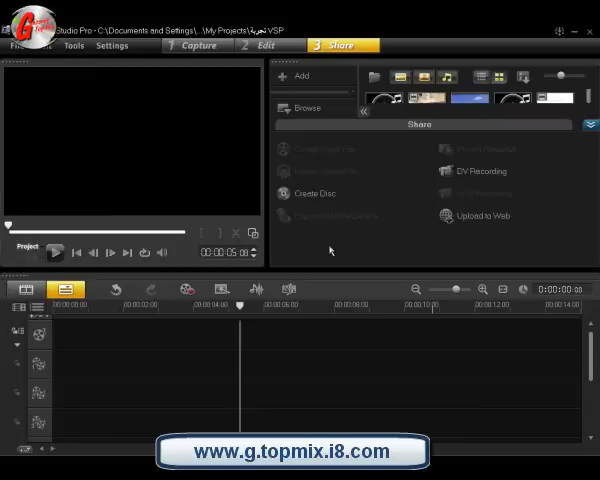 Studio Pro - C:\Documents and Settings\...\My Projects\تجربة.VSP
Tools Settings 1 Capture 2 Edit 3 Share
Add
Browse
Share
DV Recording
Create Disc
Upload to Web
Project
00:00:05:08
0:00:00:00
00:00:00:00 00:00:02:00 00:00:04:00 00:00:06:00 00:00:08:00 00:00:10:00 00:00:12:00 00:00:14:00
www.g.topmix.i8.com